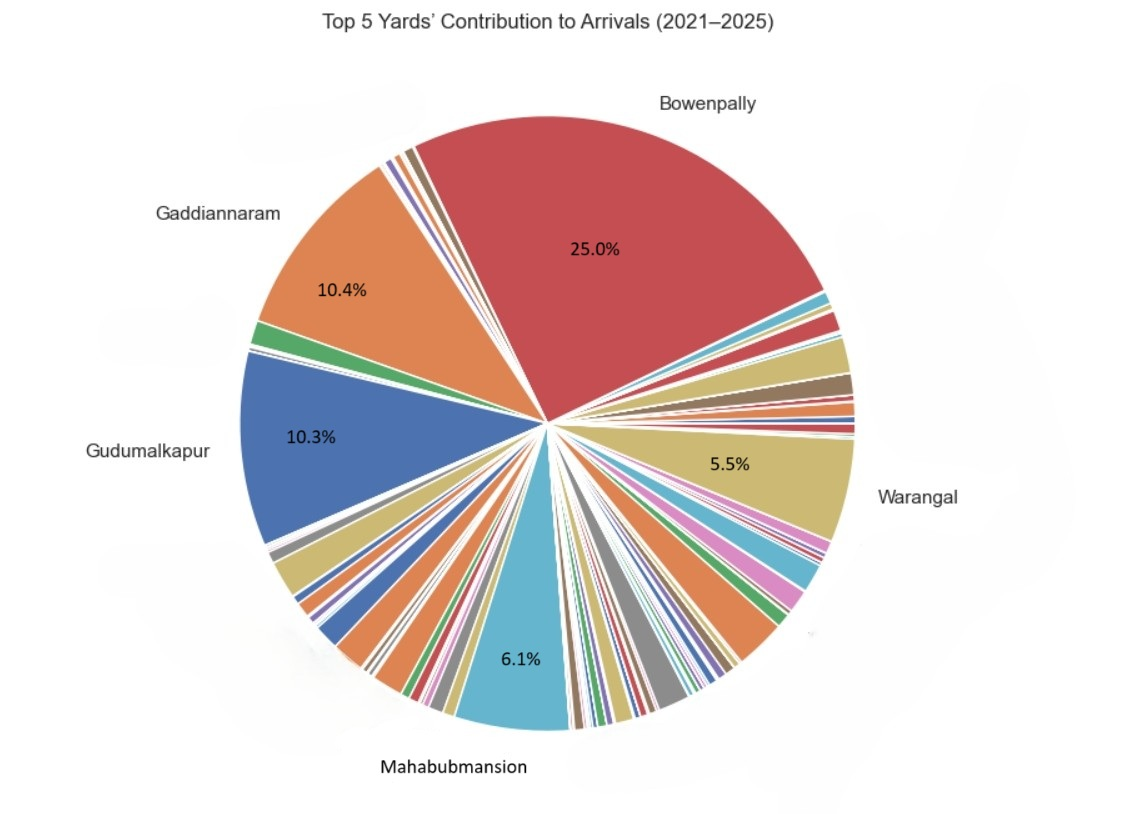 Top 5 Yards’ Contribution to Arrivals (2021–2025)
Bowenpally
Gaddiannaram
25.0%
10.4%
10.3%
Gudumalkapur
5.5%
Warangal
6.1%
Mahabubmansion